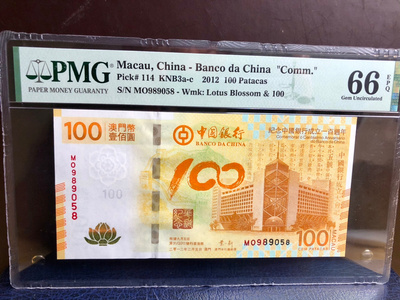 PMG
PAPER MONEY GUARANTY
Macau, China - Banco da China "Comm."
Pick# 114 KNB3a-c 2012 100 Patacas
S/N MO989058 - Wmk: Lotus Blossom & 100
66 EPQ
Gem Uncirculated
100 澳門幣
壹佰圓
中国银行
BANCO DA CHINA
紀念中國銀行成立一百週年
100
100
MO989058
MO989058
100